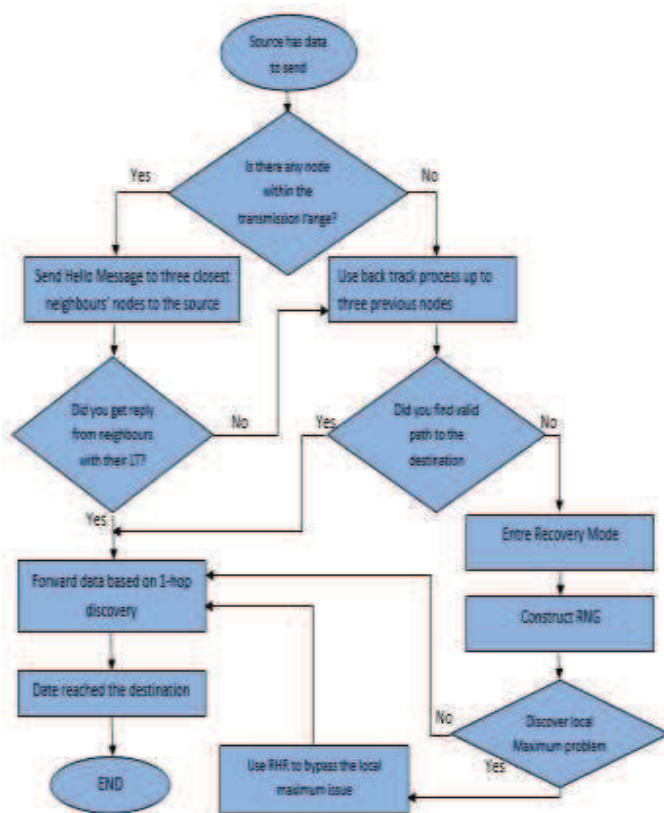 Source has data
to send
Is there any node
within the
transmission range?
Yes
No
Send Hello Message to three closest
neighbours' nodes to the source
Use back track process up to
three previous nodes
Did you get reply
from neighbours
with their LT?
No
Yes
Did you find valid
path to the
destination
No
Yes
Entre Recovery Mode
Forward data based on 1-hop
discovery
Construct RNG
Date reached the destination
Discover local
Maximum problem
No
Yes
Use RHR to bypass the local
maximum issue
END